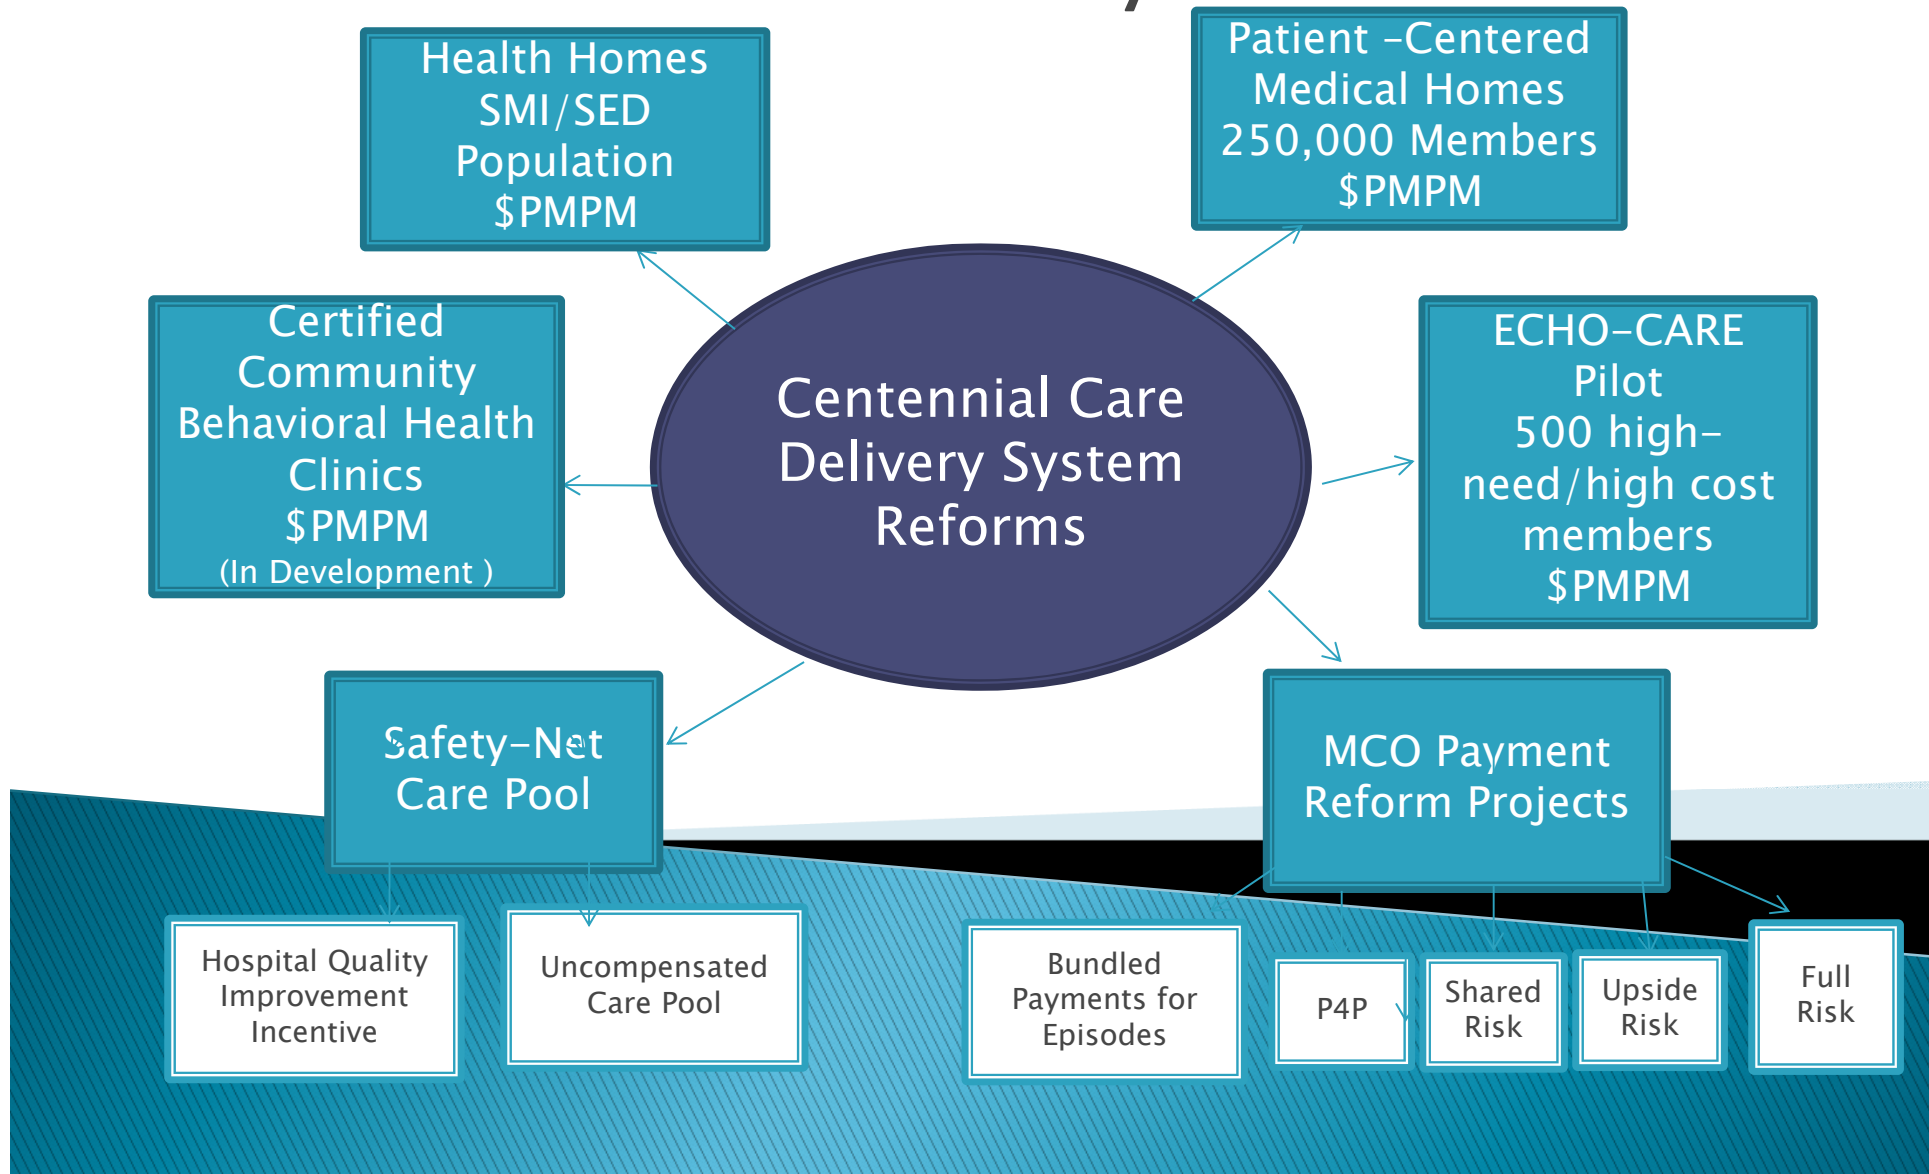 Health Homes
SMI/SED
Population
$PMPM
Patient –Centered
Medical Homes
250,000 Members
$PMPM
Certified
Community
Behavioral Health
Clinics
$PMPM
(In Development )
Centennial Care
Delivery System
Reforms
ECHO–CARE
Pilot
500 high–
need/high cost
members
$PMPM
Safety–Net
Care Pool
MCO Payment
Reform Projects
Hospital Quality
Improvement
Incentive
Uncompensated
Care Pool
Bundled
Payments for
Episodes
P4P
Shared
Risk
Upside
Risk
Full
Risk